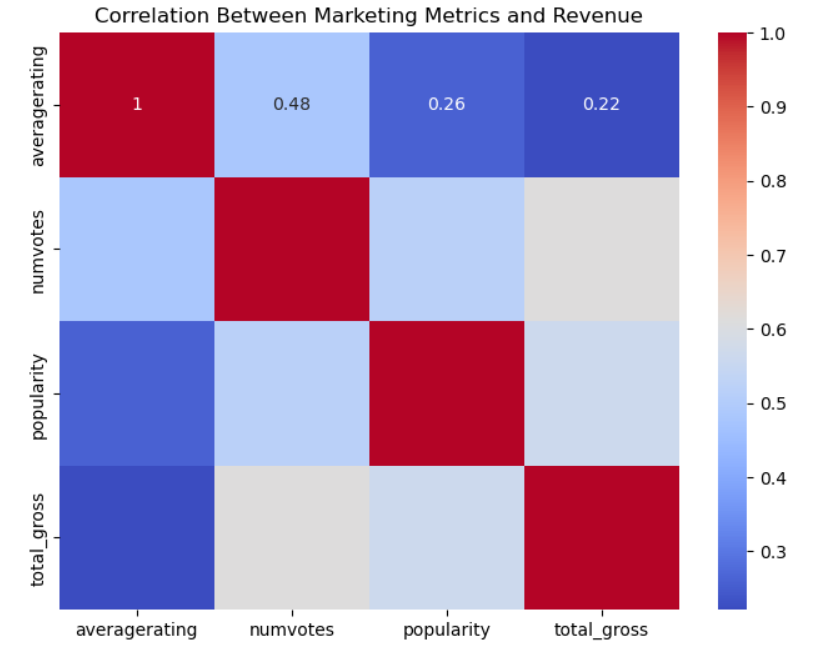 Correlation Between Marketing Metrics and Revenue
averagerating
numvotes
popularity
total_gross
1 0.48 0.26 0.22
averagerating numvotes popularity total_gross
1.0
0.9
0.8
0.7
0.6
0.5
0.4
0.3